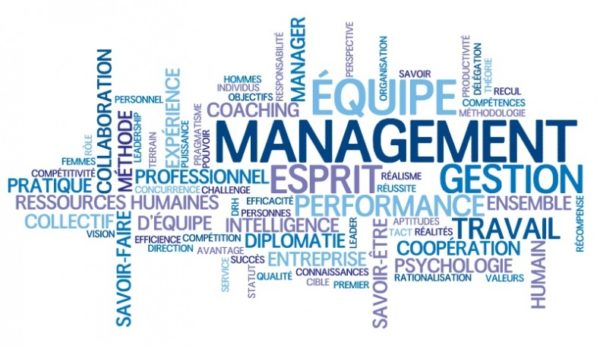 PERSPECTIVE
PRODUCTIVITÉ
RESPONSABILITÉ
MANAGER
ORGANISATION
DÉLÉGATION
THÉORIE
COLLABORATION
HOMMES
SAVOIR
INDIVIDUS
ÉQUIPE
RECUL
PERSONNEL
EXPÉRIENCE
OBJECTIFS
COMPÉTENCES
COACHING
MÉTHODOLOGIE
RÔLE
MÉTHODE
LEADERSHIP
TERRAIN
PUISSANCE
PRAGMATISME
POUVOIR
MANAGEMENT
FEMMES
COMPÉTITIVITÉ
PROFESSIONNEL
ESPRIT
RÉALISME
GESTION
PRATIQUE
CONCURRENCE
CHALLENGE
RÉUSSITE
RESSOURCES HUMAINES
DRH
EFFICACITÉ
PERFORMANCE
ENSEMBLE
RÉCOMPENSE
PERSONNES
COLLECTIF
D'ÉQUIPE
INTELLIGENCE
LEADER
APTITUDES
TRAVAIL
VISION
SAVOIR-FAIRE
EFFICIENCE
COMPÉTITION
DIPLOMATIE
SAVOIR-ÊTRE
TACT
RÉALITÉS
DIRECTION
AVANTAGE
SUCCÈS
ENTREPRISE
COOPÉRATION
HUMAIN
SERVICE
STATUT
QUALITÉ
CONNAISSANCES
PSYCHOLOGIE
CIBLE
PREMIER
RATIONALISATION
VALEURS